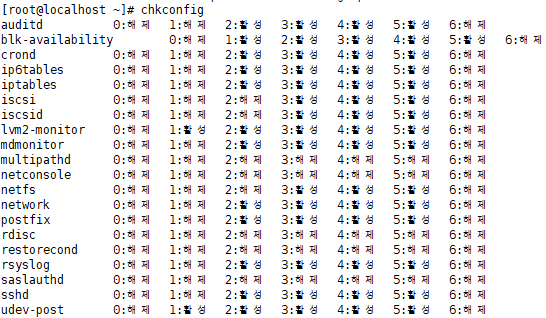 [root@localhost ~]# chkconfig
auditd 0:해 제 1:해 제 2:활 성 3:활 성 4:활 성 5:활 성 6:해 제
blk-availability 0:해 제 1:활 성 2:활 성 3:활 성 4:활 성 5:활 성 6:해 제
crond 0:해 제 1:해 제 2:활 성 3:활 성 4:활 성 5:활 성 6:해 제
ip6tables 0:해 제 1:해 제 2:활 성 3:활 성 4:활 성 5:활 성 6:해 제
iptables 0:해 제 1:해 제 2:활 성 3:활 성 4:활 성 5:활 성 6:해 제
iscsi 0:해 제 1:해 제 2:해 제 3:활 성 4:활 성 5:활 성 6:해 제
iscsid 0:해 제 1:해 제 2:해 제 3:활 성 4:활 성 5:활 성 6:해 제
lvm2-monitor 0:해 제 1:활 성 2:활 성 3:활 성 4:활 성 5:활 성 6:해 제
mdmonitor 0:해 제 1:해 제 2:활 성 3:활 성 4:활 성 5:활 성 6:해 제
multipathd 0:해 제 1:해 제 2:해 제 3:해 제 4:해 제 5:해 제 6:해 제
netconsole 0:해 제 1:해 제 2:해 제 3:해 제 4:해 제 5:해 제 6:해 제
netfs 0:해 제 1:해 제 2:해 제 3:활 성 4:활 성 5:활 성 6:해 제
network 0:해 제 1:해 제 2:활 성 3:활 성 4:활 성 5:활 성 6:해 제
postfix 0:해 제 1:해 제 2:활 성 3:활 성 4:활 성 5:활 성 6:해 제
rdisc 0:해 제 1:해 제 2:해 제 3:해 제 4:해 제 5:해 제 6:해 제
restorecond 0:해 제 1:해 제 2:해 제 3:해 제 4:해 제 5:해 제 6:해 제
rsyslog 0:해 제 1:해 제 2:활 성 3:활 성 4:활 성 5:활 성 6:해 제
saslauthd 0:해 제 1:해 제 2:해 제 3:해 제 4:해 제 5:해 제 6:해 제
sshd 0:해 제 1:해 제 2:활 성 3:활 성 4:활 성 5:활 성 6:해 제
udev-post 0:해 제 1:활 성 2:활 성 3:활 성 4:활 성 5:활 성 6:해 제